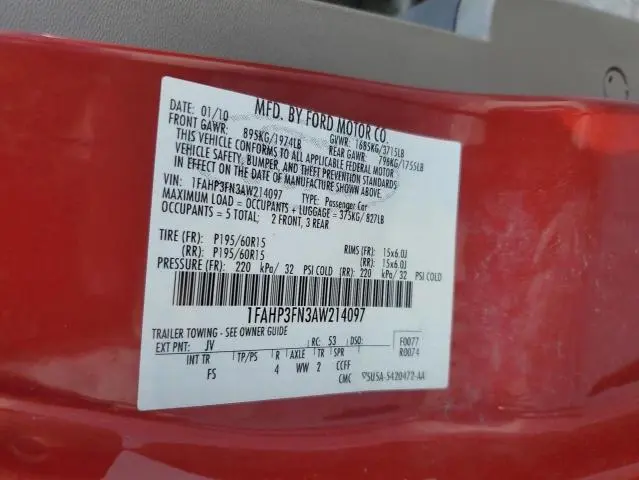 MFD. BY FORD MOTOR CO.
DATE: 01/10 GVWR: 1685KG/3715LB
FRONT GAWR: 895KG/1974LB REAR GAWR: 796KG/1755LB
THIS VEHICLE CONFORMS TO ALL APPLICABLE FEDERAL MOTOR
VEHICLE SAFETY, BUMPER, AND THEFT PREVENTION STANDARDS
IN EFFECT ON THE DATE OF MANUFACTURE SHOWN ABOVE.
VIN: 1FAHP3FN3AW214097 TYPE: Passenger Car
MAXIMUM LOAD = OCCUPANTS + LUGGAGE = 375KG/ 827LB
OCCUPANTS = 5 TOTAL; 2 FRONT, 3 REAR
TIRE (FR): P195/60R15 RIMS (FR): 15x6.0J
(RR): P195/60R15 (RR): 15x6.0J
PRESSURE (FR): 220 kPa/ 32 PSI COLD (RR): 220 kPa/ 32 PSI COLD
1FAHP3FN3AW214097
TRAILER TOWING - SEE OWNER GUIDE
EXT PNT: JV RC: 53 DSO: F0077
R0074
INT TR TP/PS R AXLE TR SPR
FS 4 WW 2 CCFF
CMC 5U5A-5420472-AA